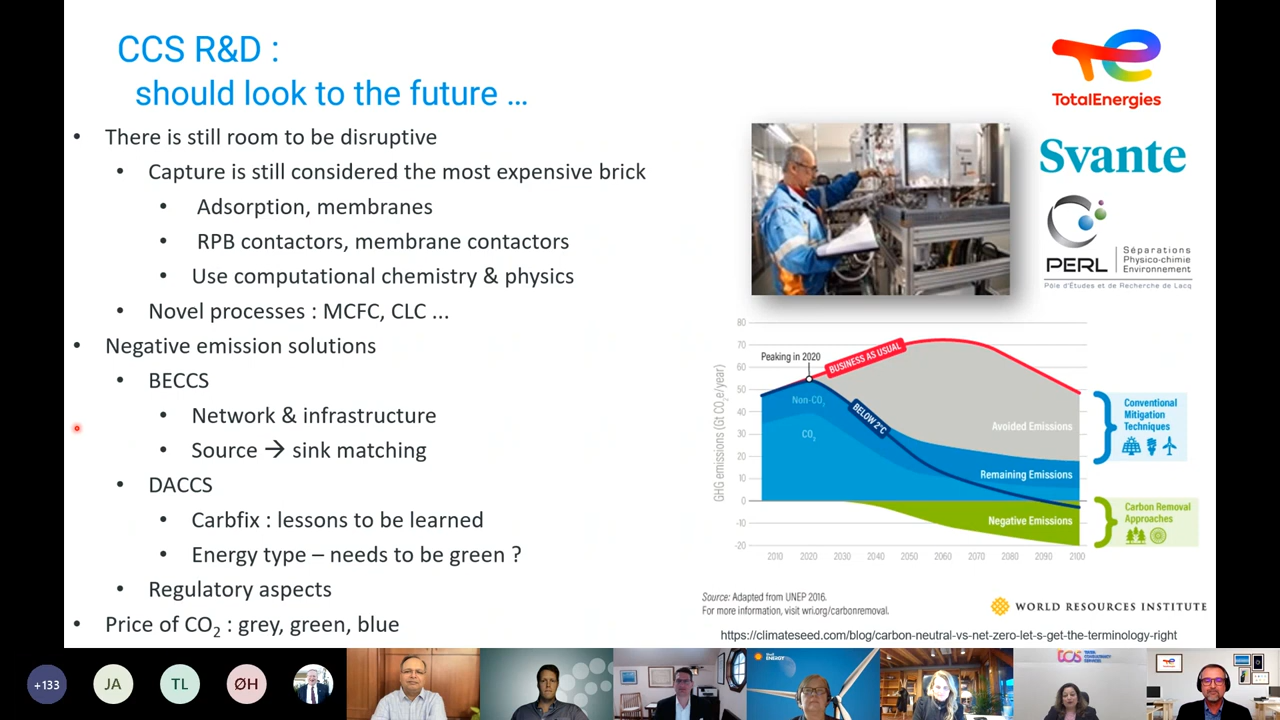 CCS R&D :
should look to the future ...
• There is still room to be disruptive
• Capture is still considered the most expensive brick
• Adsorption, membranes
• RPB contactors, membrane contactors
• Use computational chemistry & physics
• Novel processes : MCFC, CLC ...
• Negative emission solutions
• BECCS
• Network & infrastructure
• Source → sink matching
• DACCS
• Carbfix : lessons to be learned
• Energy type – needs to be green ?
• Regulatory aspects
• Price of CO₂ : grey, green, blue
TotalEnergies
Svante
PERL
Séparations
Physico-chimie
Environnement
Pôle d'Études et de Recherche de Lacq
GHG emissions (Gt CO₂e/year)
80
70
60
50
40
30
20
10
0
-10
-20
Peaking in 2020
BUSINESS AS USUAL
BELOW 2°C
Non-CO₂
CO₂
Avoided Emissions
Remaining Emissions
Negative Emissions
2010 2020 2030 2040 2050 2060 2070 2080 2090 2100
Conventional
Mitigation
Techniques
Carbon Removal
Approaches
Source: Adapted from UNEP 2016.
For more information, visit wri.org/carbonremoval.
WORLD RESOURCES INSTITUTE
https://climateseed.com/blog/carbon-neutral-vs-net-zero-let-s-get-the-terminology-right
+133
JA
TL
ØH
ENERGY